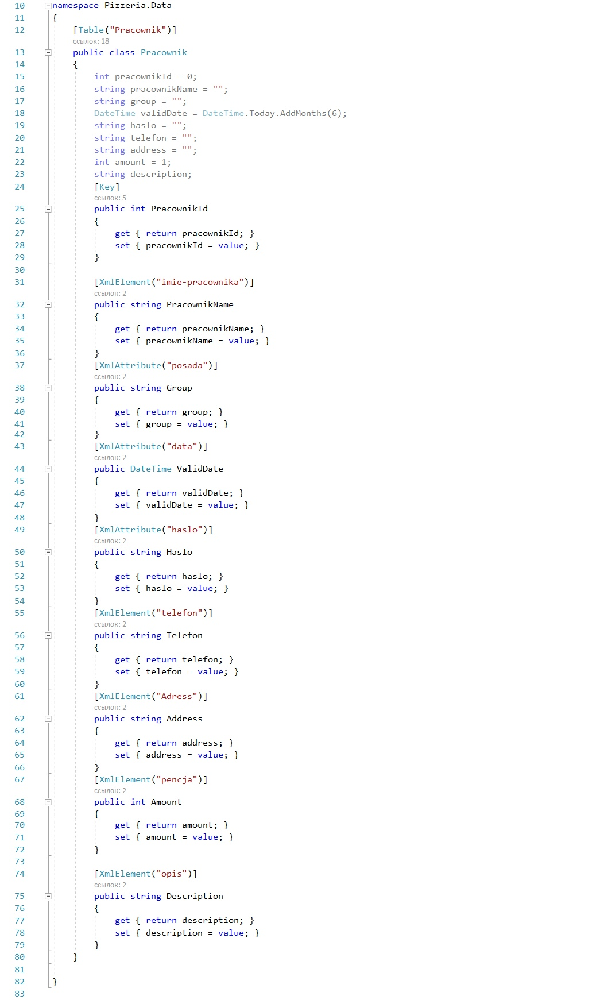 10 namespace Pizzeria.Data
11 {
12 [Table("Pracownik")]
ссылок: 18
13 public class Pracownik
14 {
15 int pracownikId = 0;
16 string pracownikName = "";
17 string group = "";
18 DateTime validDate = DateTime.Today.AddMonths(6);
19 string haslo = "";
20 string telefon = "";
21 string address = "";
22 int amount = 1;
23 string description;
24 [Key]
ссылок: 5
25 public int PracownikId
26 {
27 get { return pracownikId; }
28 set { pracownikId = value; }
29 }
30
31 [XmlElement("imie-pracownika")]
ссылок: 2
32 public string PracownikName
33 {
34 get { return pracownikName; }
35 set { pracownikName = value; }
36 }
37 [XmlAttribute("posada")]
ссылок: 2
38 public string Group
39 {
40 get { return group; }
41 set { group = value; }
42 }
43 [XmlAttribute("data")]
ссылок: 2
44 public DateTime ValidDate
45 {
46 get { return validDate; }
47 set { validDate = value; }
48 }
49 [XmlAttribute("haslo")]
ссылок: 2
50 public string Haslo
51 {
52 get { return haslo; }
53 set { haslo = value; }
54 }
55 [XmlElement("telefon")]
ссылок: 2
56 public string Telefon
57 {
58 get { return telefon; }
59 set { telefon = value; }
60 }
61 [XmlElement("Adress")]
ссылок: 2
62 public string Address
63 {
64 get { return address; }
65 set { address = value; }
66 }
67 [XmlElement("pencja")]
ссылок: 2
68 public int Amount
69 {
70 get { return amount; }
71 set { amount = value; }
72 }
73
74 [XmlElement("opis")]
ссылок: 2
75 public string Description
76 {
77 get { return description; }
78 set { description = value; }
79 }
80 }
81
82 }
83